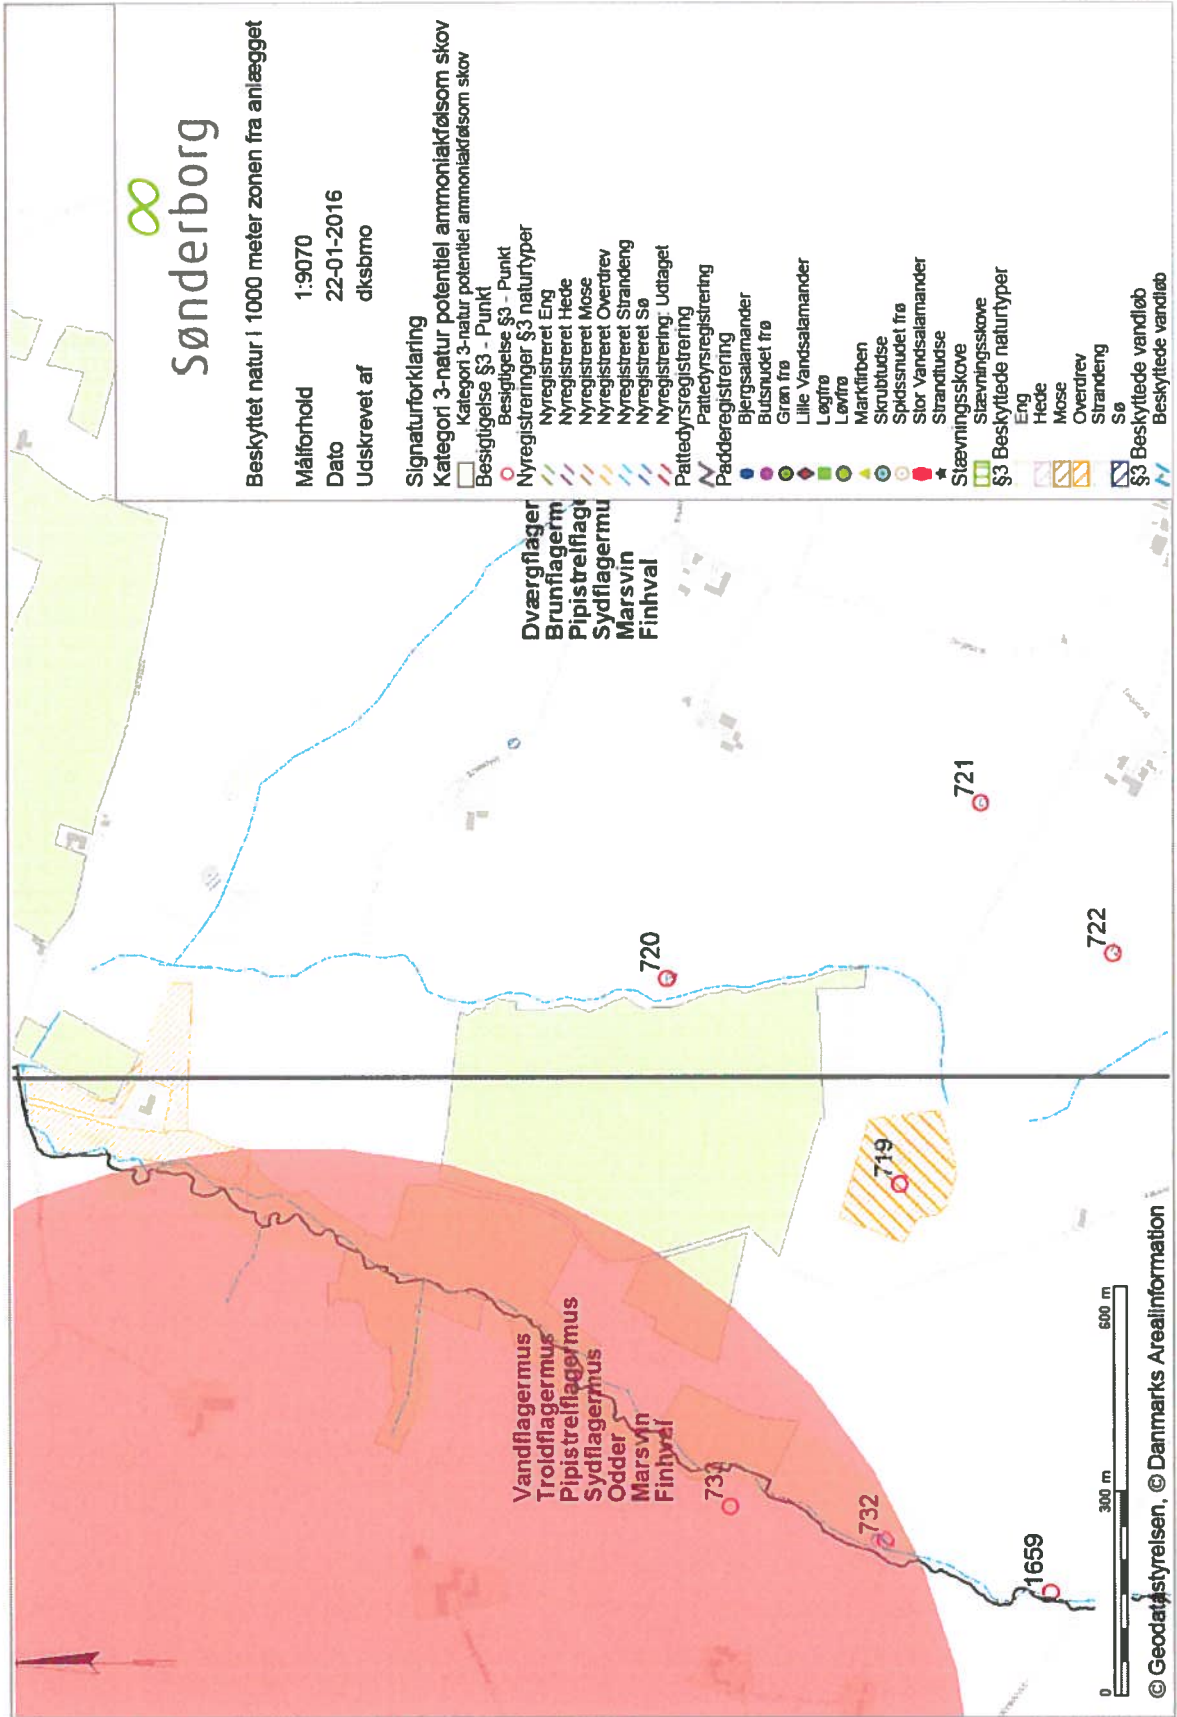 Sønderborg
Beskyttet natur i 1000 meter zonen fra anlægget
Målforhold 1:9070
Dato 22-01-2016
Udskrevet af dksbmo
Signaturforklaring
Kategori 3-natur potentiel ammoniakfølsom skov
Kategori 3-natur potentiel ammoniakfølsom skov
Besigtigelse §3 - Punkt
Besigtigelse §3 - Punkt
Nyregistreringer §3 naturtyper
Nyregistreret Eng
Nyregistreret Hede
Nyregistreret Mose
Nyregistreret Overdrev
Nyregistreret Strandeng
Nyregistreret Sø
Nyregistrering: Udtaget
Pattedyrsregistrering
Pattedyrsregistrering
Padderegistrering
Bjergsalamander
Butsnudet frø
Grøn frø
Lille Vandsalamander
Løgfrø
Løvfrø
Markfirben
Skrubtudse
Spidssnudet frø
Stor Vandsalamander
Strandtudse
Stævningsskove
Stævningsskove
§3 Beskyttede naturtyper
Eng
Hede
Mose
Overdrev
Strandeng
Sø
§3 Beskyttede vandløb
Beskyttede vandløb
Dværgflager
Brunflagerm
Pipistrelflage
Sydflagermu
Marsvin
Finhval
Vandflagermus
Troldflagermus
Pipistrelflagermus
Sydflagermus
Odder
Marsvin
Finhval
720
721
722
719
733
732
1659
0 300 m 600 m
© Geodatastyrelsen, © Danmarks Arealinformation